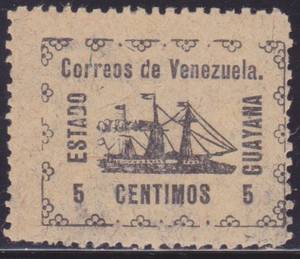 Correos de Venezuela.
ESTADO
GUAYANA
5 CENTIMOS 5